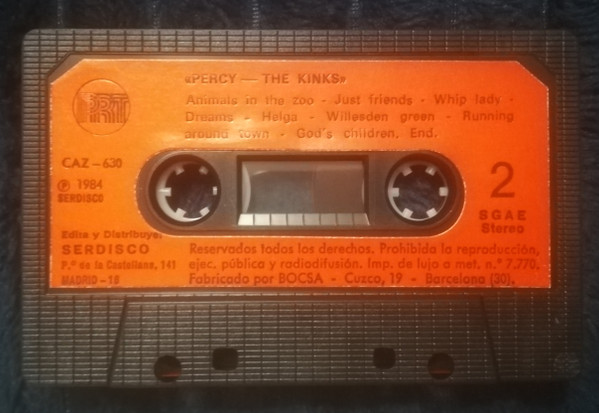 PRT
«PERCY — THE KINKS»
Animals in the zoo - Just friends - Whip lady -
Dreams - Helga - Willesden green - Running
around town - God's children, End.
CAZ-630
℗ 1984
SERDISCO
2
SGAE
Stereo
Edita y Distribuye:
SERDISCO
P.º de la Castellana, 141
MADRID-16
Reservados todos los derechos. Prohibida la reproducción,
ejec. pública y radiodifusión. Imp. de lujo a met. n.º 7.770.
Fabricado por BOCSA - Cuzco, 19 - Barcelona (30).